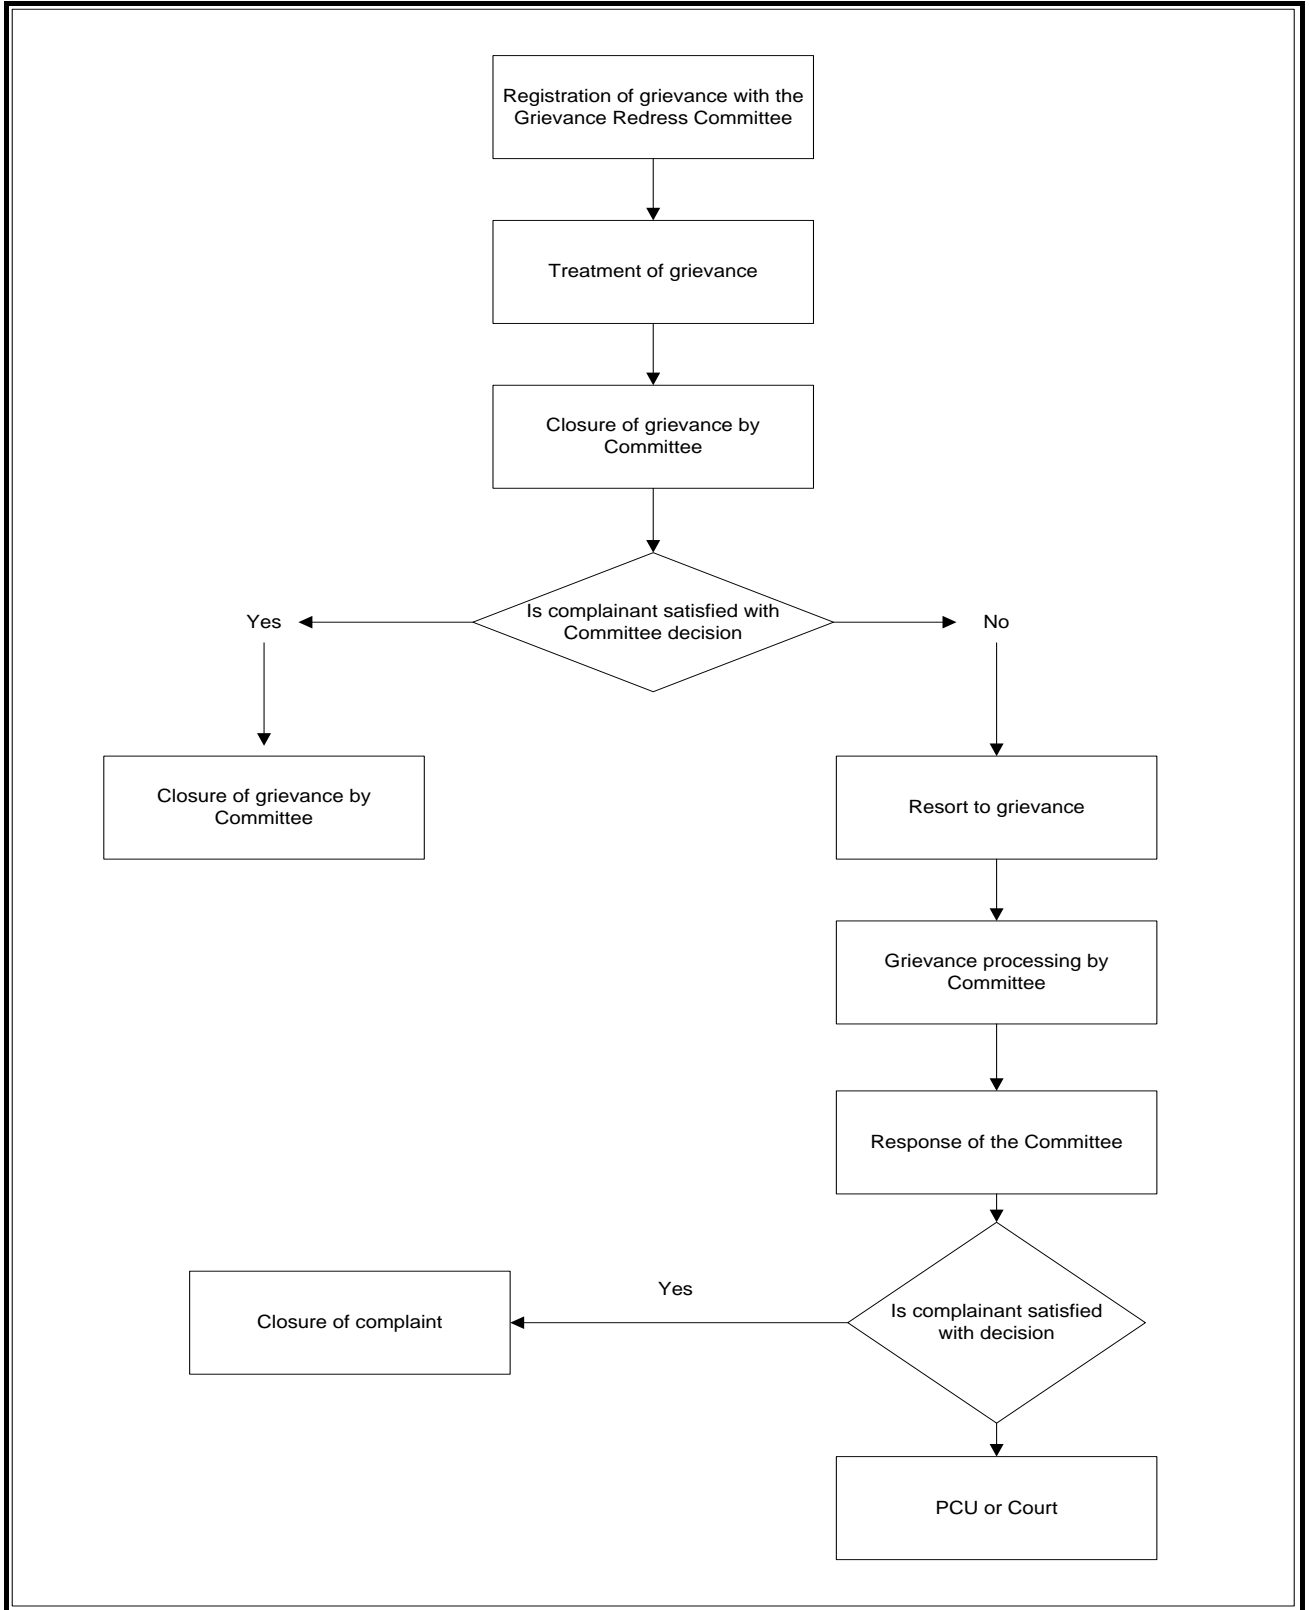 Registration of grievance with the
Grievance Redress Committee
Treatment of grievance
Closure of grievance by
Committee
Is complainant satisfied with
Committee decision
Yes
No
Closure of grievance by
Committee
Resort to grievance
Grievance processing by
Committee
Response of the Committee
Yes
Is complainant satisfied
with decision
Closure of complaint
PCU or Court